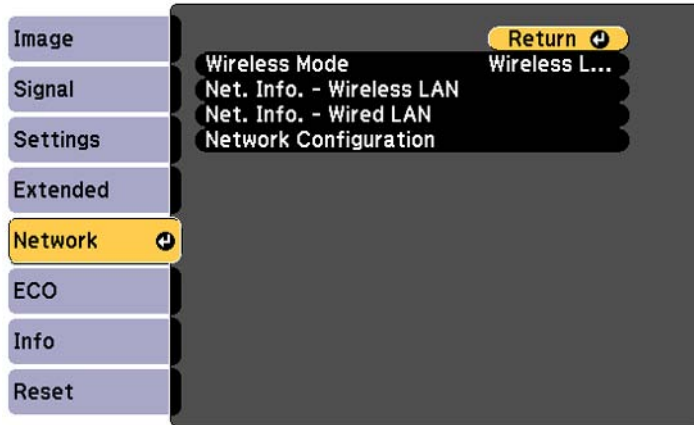 Image
Signal
Settings
Extended
Network
ECO
Info
Reset
Return
Wireless Mode Wireless L...
Net. Info. - Wireless LAN
Net. Info. - Wired LAN
Network Configuration